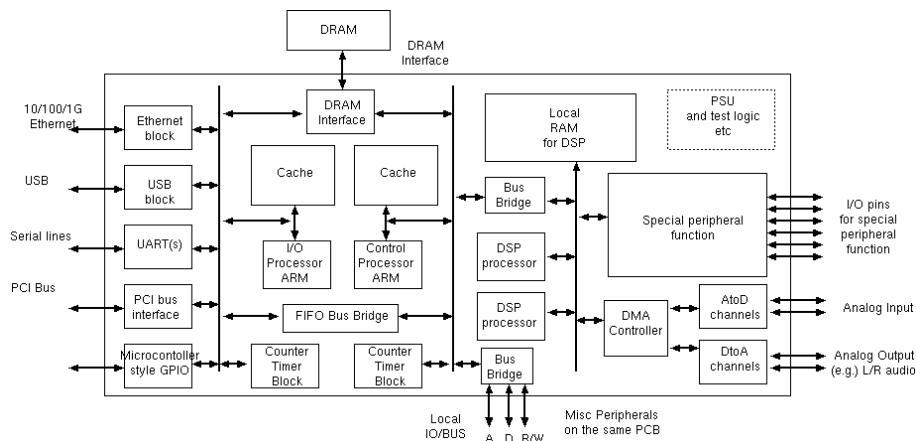 DRAM
DRAM
Interface
10/100/1G
Ethernet
Ethernet
block
DRAM
Interface
Local
RAM
for DSP
PSU
and test logic
etc
USB
USB
block
Cache
Cache
Bus
Bridge
Special peripheral
function
I/O pins
for special
peripheral
function
Serial lines
UART(s)
I/O
Processor
ARM
Control
Processor
ARM
DSP
processor
PCI Bus
PCI bus
interface
FIFO Bus Bridge
DSP
processor
DMA
Controller
AtoD
channels
Analog Input
Microcontoller
style GPIO
Counter
Timer
Block
Counter
Timer
Block
Bus
Bridge
DtoA
channels
Analog Output
(e.g.) L/R audio
Local
IO/BUS
A D R/W
Misc Peripherals
on the same PCB